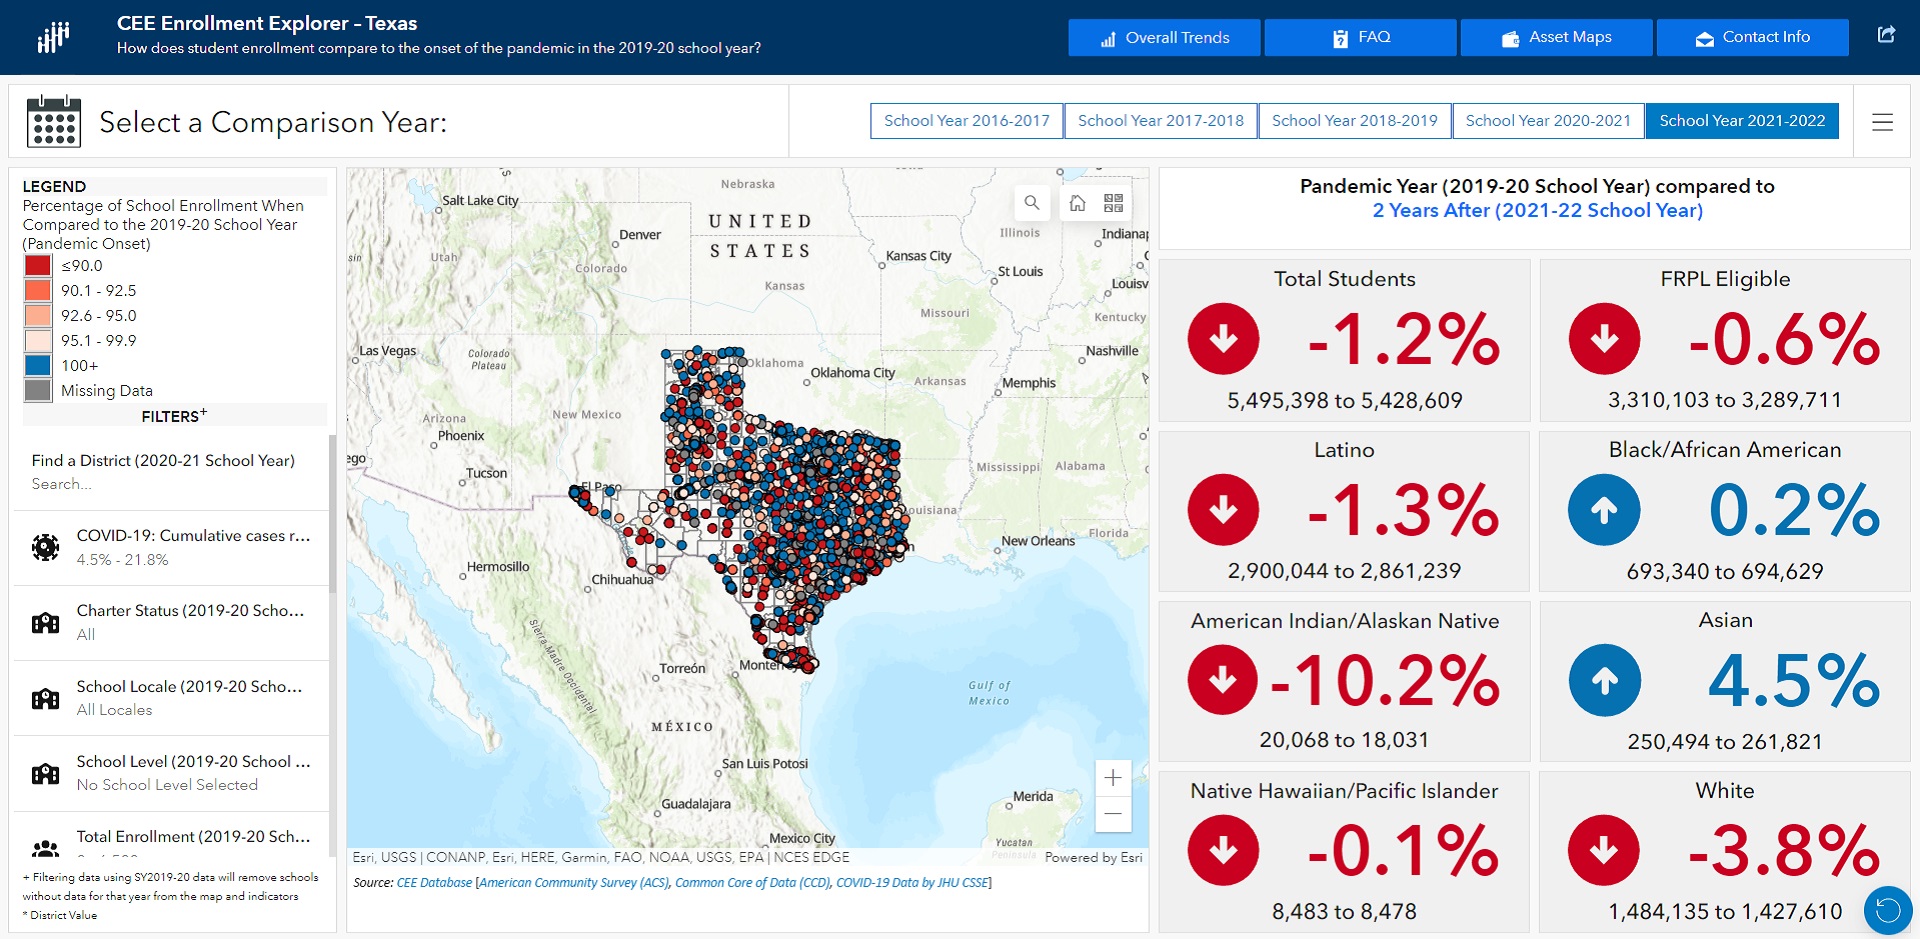 CEE Enrollment Explorer – Texas
How does student enrollment compare to the onset of the pandemic in the 2019-20 school year?
Overall Trends
FAQ
Asset Maps
Contact Info
Select a Comparison Year:
School Year 2016-2017
School Year 2017-2018
School Year 2018-2019
School Year 2020-2021
School Year 2021-2022
LEGEND
Percentage of School Enrollment When
Compared to the 2019-20 School Year
(Pandemic Onset)
≤90.0
90.1 - 92.5
92.6 - 95.0
95.1 - 99.9
100+
Missing Data
FILTERS+
Find a District (2020-21 School Year)
Search...
COVID-19: Cumulative cases r...
4.5% - 21.8%
Charter Status (2019-20 Scho...
All
School Locale (2019-20 Scho...
All Locales
School Level (2019-20 School ...
No School Level Selected
Total Enrollment (2019-20 Sch...
+ Filtering data using SY2019-20 data will remove schools
without data for that year from the map and indicators
* District Value
Salt Lake City
Nebraska
UNITED
STATES
Denver
Illinois
Utah
Colorado
Kansas City
St Louis
Kansas
Missouri
Kentucky
Las Vegas
Colorado
Plateau
Nashville
Oklahoma
Oklahoma City
Arkansas
Memphis
Arizona
New Mexico
Phoenix
Tucson
Mississippi
Alabama
El Paso
Louisiana
New Orleans
Florida
Hermosillo
Chihuahua
Sierra Madre Occidental
Torreón
Monterr
Gulf of
Mexico
MÉXICO
San Luis Potosi
Guadalajara
Merida
Mexico City
Yucatan
Peninsula
Esri, USGS | CONANP, Esri, HERE, Garmin, FAO, NOAA, USGS, EPA | NCES EDGE
Powered by Esri
Source: CEE Database [American Community Survey (ACS), Common Core of Data (CCD), COVID-19 Data by JHU CSSE]
Pandemic Year (2019-20 School Year) compared to
2 Years After (2021-22 School Year)
Total Students
-1.2%
5,495,398 to 5,428,609
FRPL Eligible
-0.6%
3,310,103 to 3,289,711
Latino
-1.3%
2,900,044 to 2,861,239
Black/African American
0.2%
693,340 to 694,629
American Indian/Alaskan Native
-10.2%
20,068 to 18,031
Asian
4.5%
250,494 to 261,821
Native Hawaiian/Pacific Islander
-0.1%
8,483 to 8,478
White
-3.8%
1,484,135 to 1,427,610